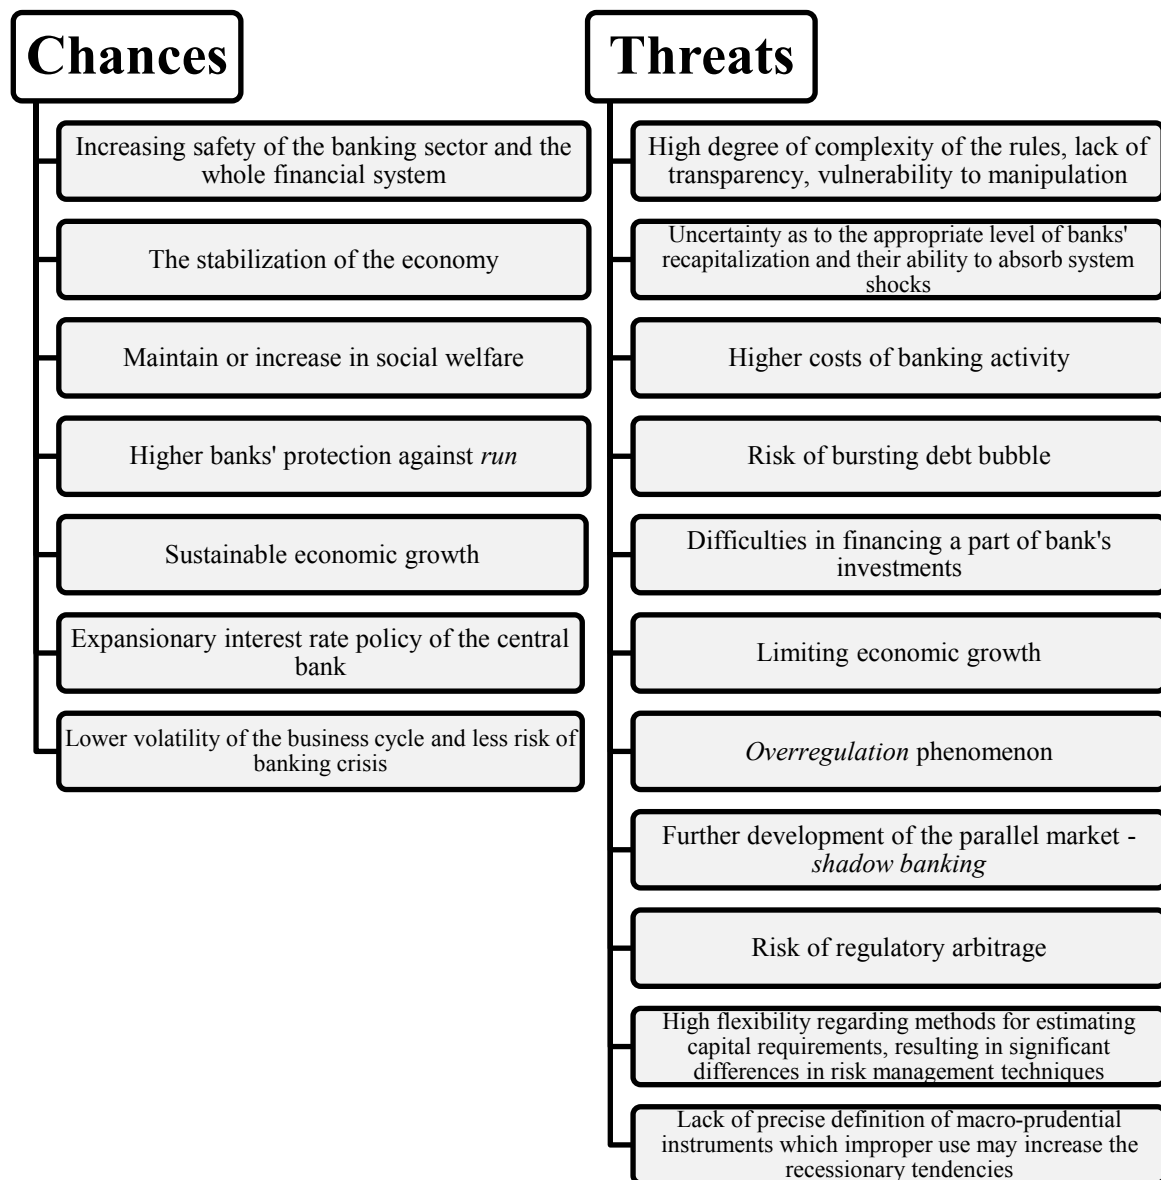 Chances
Increasing safety of the banking sector and the
whole financial system
The stabilization of the economy
Maintain or increase in social welfare
Higher banks' protection against run
Sustainable economic growth
Expansionary interest rate policy of the central
bank
Lower volatility of the business cycle and less risk of
banking crisis
Threats
High degree of complexity of the rules, lack of
transparency, vulnerability to manipulation
Uncertainty as to the appropriate level of banks'
recapitalization and their ability to absorb system
shocks
Higher costs of banking activity
Risk of bursting debt bubble
Difficulties in financing a part of bank's
investments
Limiting economic growth
Overregulation phenomenon
Further development of the parallel market -
shadow banking
Risk of regulatory arbitrage
High flexibility regarding methods for estimating
capital requirements, resulting in significant
differences in risk management techniques
Lack of precise definition of macro-prudential
instruments which improper use may increase the
recessionary tendencies